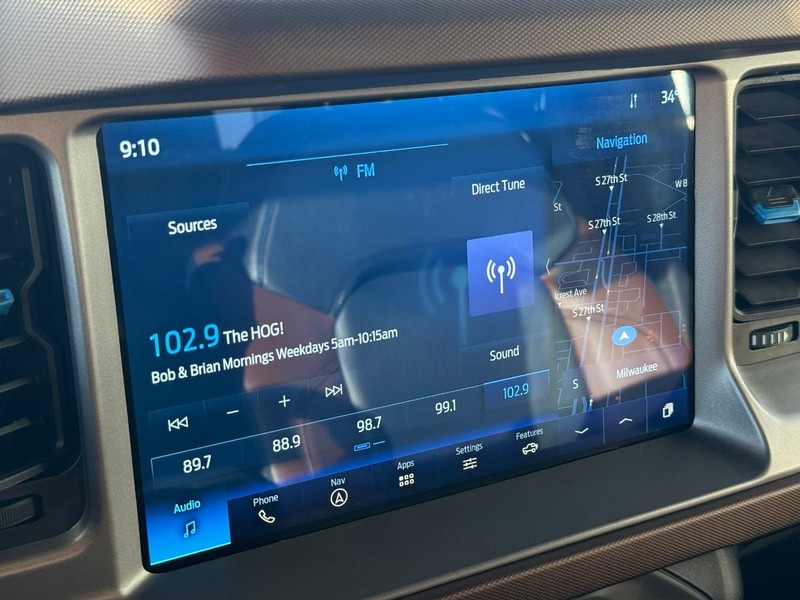 9:10
34°
FM
Navigation
Sources
Direct Tune
S 27th St
W B
St
S 27th St
S 28th St
lcrest Ave
S 27th St
102.9 The HOG!
Bob & Brian Mornings Weekdays 5am-10:15am
Sound
Milwaukee
S
89.7
88.9
98.7
99.1
102.9
Audio
Phone
Nav
Apps
Settings
Features